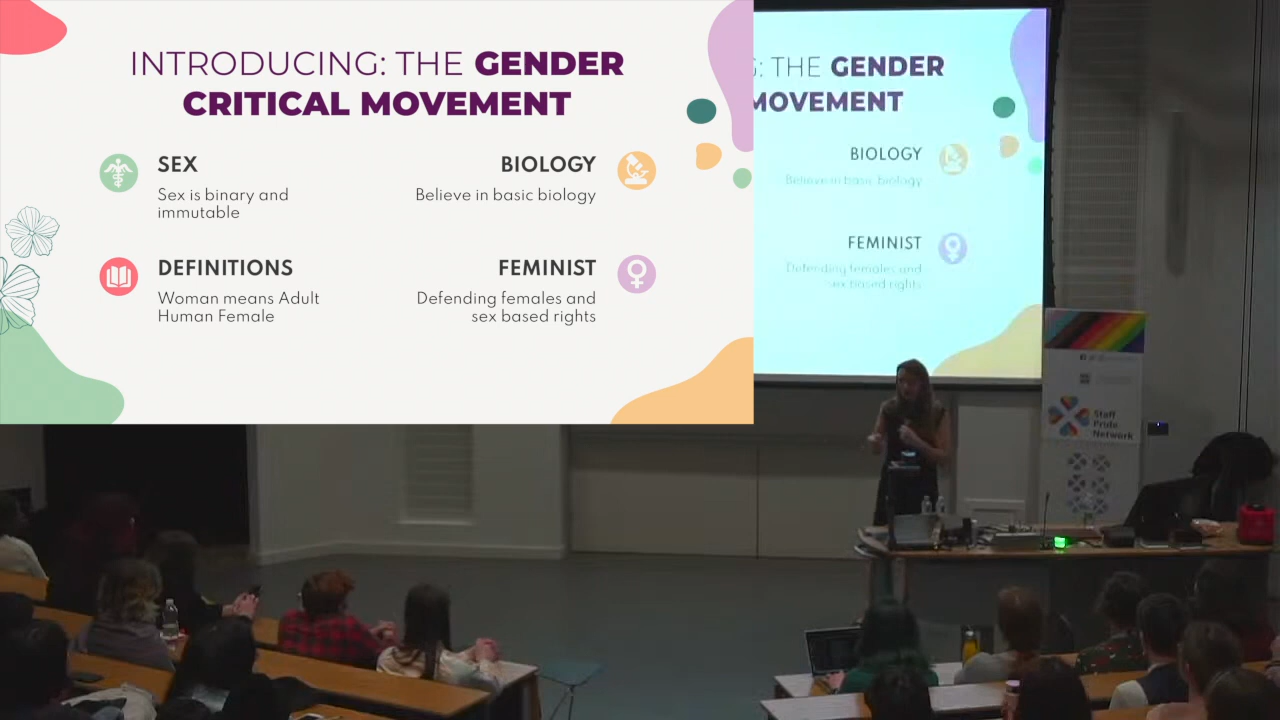 INTRODUCING: THE GENDER
CRITICAL MOVEMENT
SEX
Sex is binary and
immutable
BIOLOGY
Believe in basic biology
DEFINITIONS
Woman means Adult
Human Female
FEMINIST
Defending females and
sex based rights
: THE GENDER
MOVEMENT
BIOLOGY
Believe in basic biology
FEMINIST
Defending females and
sex based rights
Staff
Pride
Network